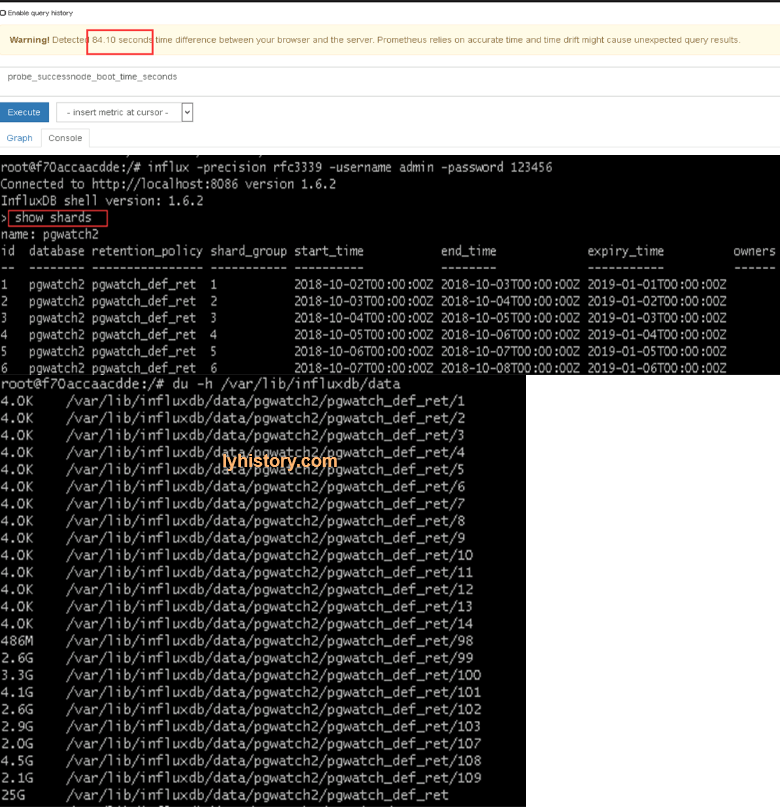 Enable query history
Warning! Detected 84.10 seconds time difference between your browser and the server. Prometheus relies on accurate time and time drift might cause unexpected query results.
probe_successnode_boot_time_seconds
Execute - insert metric at cursor -
Graph Console
root@f70accaacdde:/# influx -precision rfc3339 -username admin -password 123456
Connected to http://localhost:8086 version 1.6.2
InfluxDB shell version: 1.6.2
> show shards
name: pgwatch2
id database retention_policy shard_group start_time end_time expiry_time owners
-- -------- ---------------- ----------- ---------- -------- ----------- ------
1 pgwatch2 pgwatch_def_ret 1 2018-10-02T00:00:00Z 2018-10-03T00:00:00Z 2019-01-01T00:00:00Z
2 pgwatch2 pgwatch_def_ret 2 2018-10-03T00:00:00Z 2018-10-04T00:00:00Z 2019-01-02T00:00:00Z
3 pgwatch2 pgwatch_def_ret 3 2018-10-04T00:00:00Z 2018-10-05T00:00:00Z 2019-01-03T00:00:00Z
4 pgwatch2 pgwatch_def_ret 4 2018-10-05T00:00:00Z 2018-10-06T00:00:00Z 2019-01-04T00:00:00Z
5 pgwatch2 pgwatch_def_ret 5 2018-10-06T00:00:00Z 2018-10-07T00:00:00Z 2019-01-05T00:00:00Z
6 pgwatch2 pgwatch_def_ret 6 2018-10-07T00:00:00Z 2018-10-08T00:00:00Z 2019-01-06T00:00:00Z
root@f70accaacdde:/# du -h /var/lib/influxdb/data
4.0K /var/lib/influxdb/data/pgwatch2/pgwatch_def_ret/1
4.0K /var/lib/influxdb/data/pgwatch2/pgwatch_def_ret/2
4.0K /var/lib/influxdb/data/pgwatch2/pgwatch_def_ret/3
4.0K /var/lib/influxdb/data/pgwatch2/pgwatch_def_ret/4
lyhistory.com
4.0K /var/lib/influxdb/data/pgwatch2/pgwatch_def_ret/5
4.0K /var/lib/influxdb/data/pgwatch2/pgwatch_def_ret/6
4.0K /var/lib/influxdb/data/pgwatch2/pgwatch_def_ret/7
4.0K /var/lib/influxdb/data/pgwatch2/pgwatch_def_ret/8
4.0K /var/lib/influxdb/data/pgwatch2/pgwatch_def_ret/9
4.0K /var/lib/influxdb/data/pgwatch2/pgwatch_def_ret/10
4.0K /var/lib/influxdb/data/pgwatch2/pgwatch_def_ret/11
4.0K /var/lib/influxdb/data/pgwatch2/pgwatch_def_ret/12
4.0K /var/lib/influxdb/data/pgwatch2/pgwatch_def_ret/13
4.0K /var/lib/influxdb/data/pgwatch2/pgwatch_def_ret/14
486M /var/lib/influxdb/data/pgwatch2/pgwatch_def_ret/98
2.6G /var/lib/influxdb/data/pgwatch2/pgwatch_def_ret/99
3.3G /var/lib/influxdb/data/pgwatch2/pgwatch_def_ret/100
4.1G /var/lib/influxdb/data/pgwatch2/pgwatch_def_ret/101
2.6G /var/lib/influxdb/data/pgwatch2/pgwatch_def_ret/102
2.9G /var/lib/influxdb/data/pgwatch2/pgwatch_def_ret/103
2.0G /var/lib/influxdb/data/pgwatch2/pgwatch_def_ret/107
4.5G /var/lib/influxdb/data/pgwatch2/pgwatch_def_ret/108
2.1G /var/lib/influxdb/data/pgwatch2/pgwatch_def_ret/109
25G /var/lib/influxdb/data/pgwatch2/pgwatch_def_ret